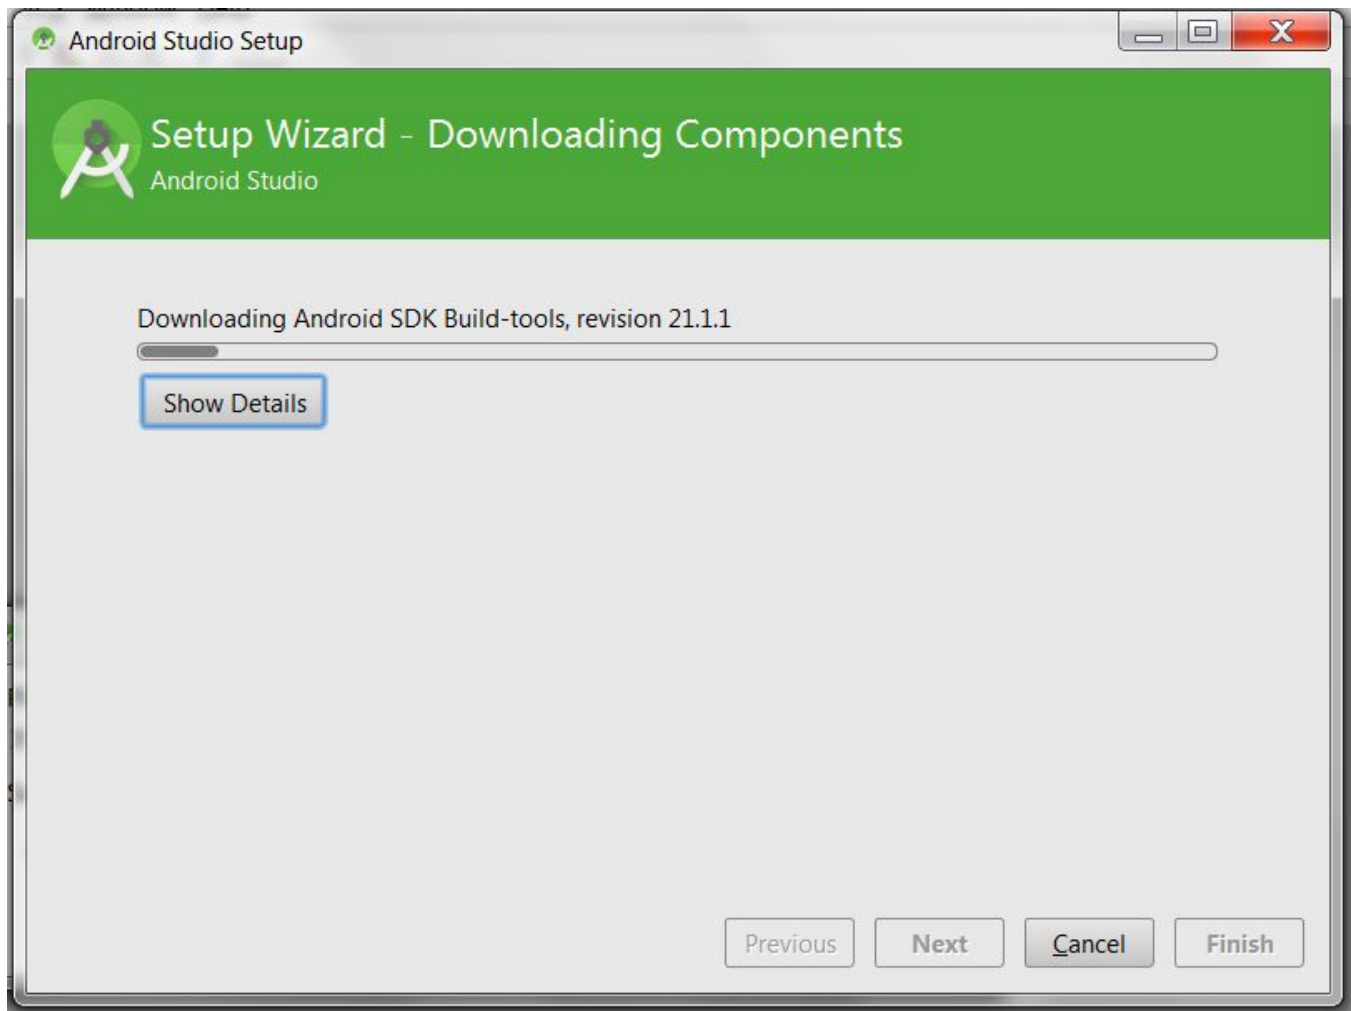 Android Studio Setup
Setup Wizard - Downloading Components
Android Studio
Downloading Android SDK Build-tools, revision 21.1.1
Show Details
Previous Next Cancel Finish